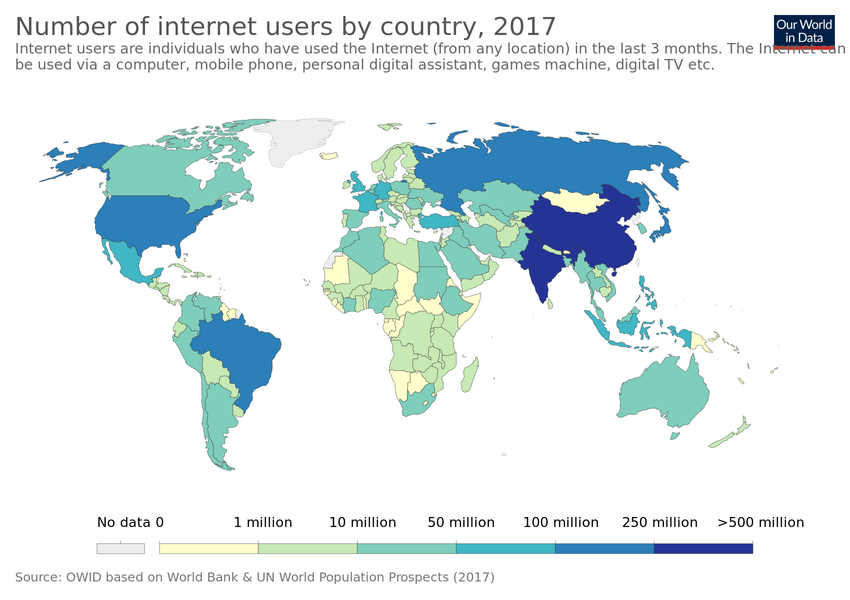 Number of internet users by country, 2017
Our World
in Data
Internet users are individuals who have used the Internet (from any location) in the last 3 months. The Internet can
be used via a computer, mobile phone, personal digital assistant, games machine, digital TV etc.
No data 0 1 million 10 million 50 million 100 million 250 million >500 million
Source: OWID based on World Bank & UN World Population Prospects (2017)